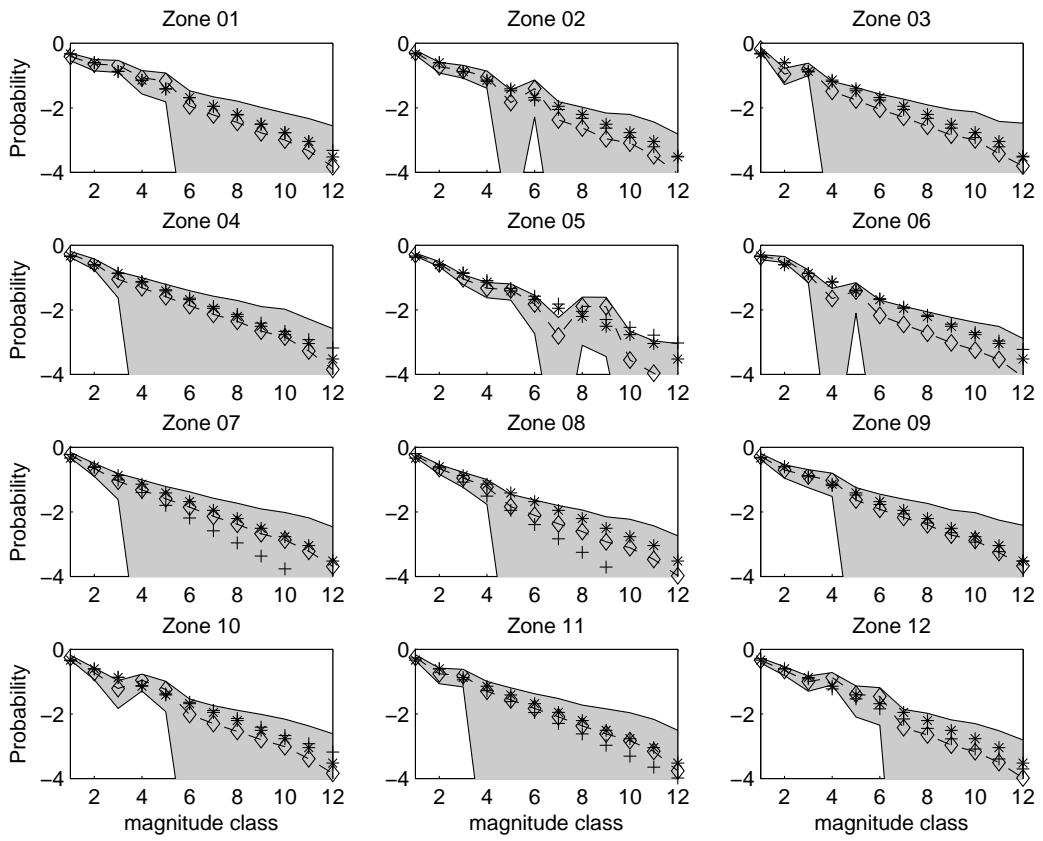 Zone 01 Zone 02 Zone 03
0 0 0
Probability
−2 −2 −2
−4 −4 −4
2 4 6 8 10 12 2 4 6 8 10 12 2 4 6 8 10 12
Zone 04 Zone 05 Zone 06
0 0 0
Probability
−2 −2 −2
−4 −4 −4
2 4 6 8 10 12 2 4 6 8 10 12 2 4 6 8 10 12
Zone 07 Zone 08 Zone 09
0 0 0
Probability
−2 −2 −2
−4 −4 −4
2 4 6 8 10 12 2 4 6 8 10 12 2 4 6 8 10 12
Zone 10 Zone 11 Zone 12
0 0 0
Probability
−2 −2 −2
−4 −4 −4
2 4 6 8 10 12 2 4 6 8 10 12 2 4 6 8 10 12
magnitude class magnitude class magnitude class